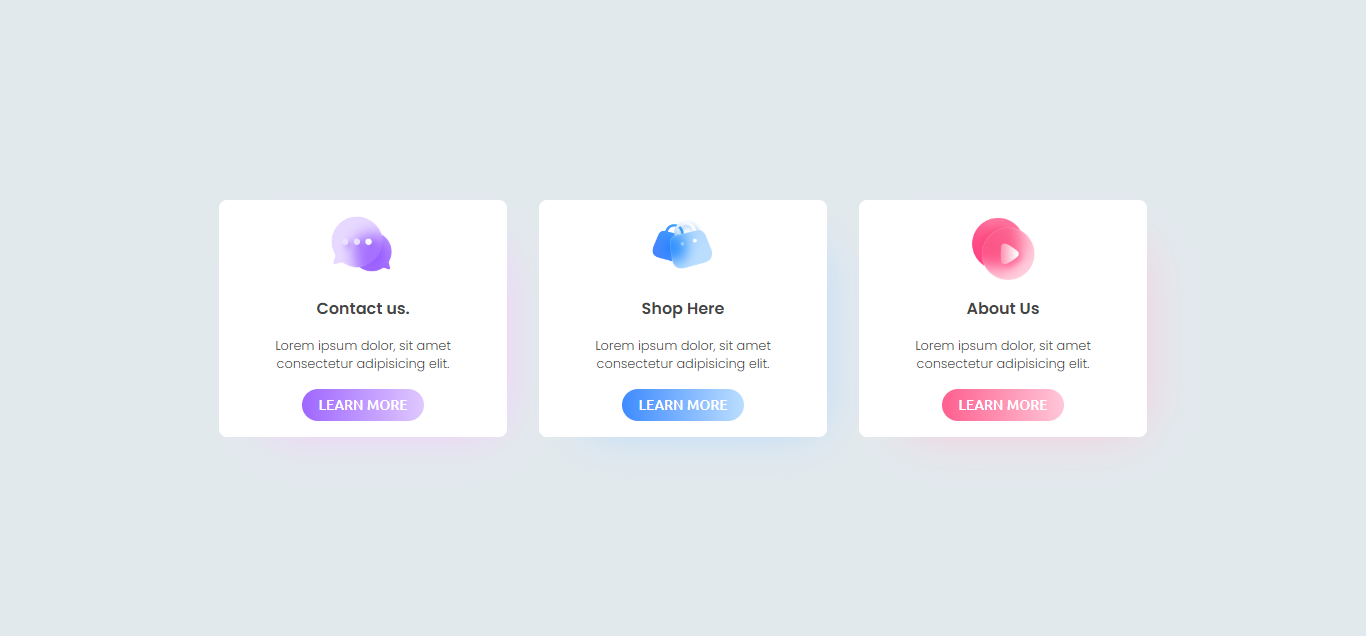 Contact us.
Lorem ipsum dolor, sit amet
consectetur adipisicing elit.
LEARN MORE
Shop Here
Lorem ipsum dolor, sit amet
consectetur adipisicing elit.
LEARN MORE
About Us
Lorem ipsum dolor, sit amet
consectetur adipisicing elit.
LEARN MORE